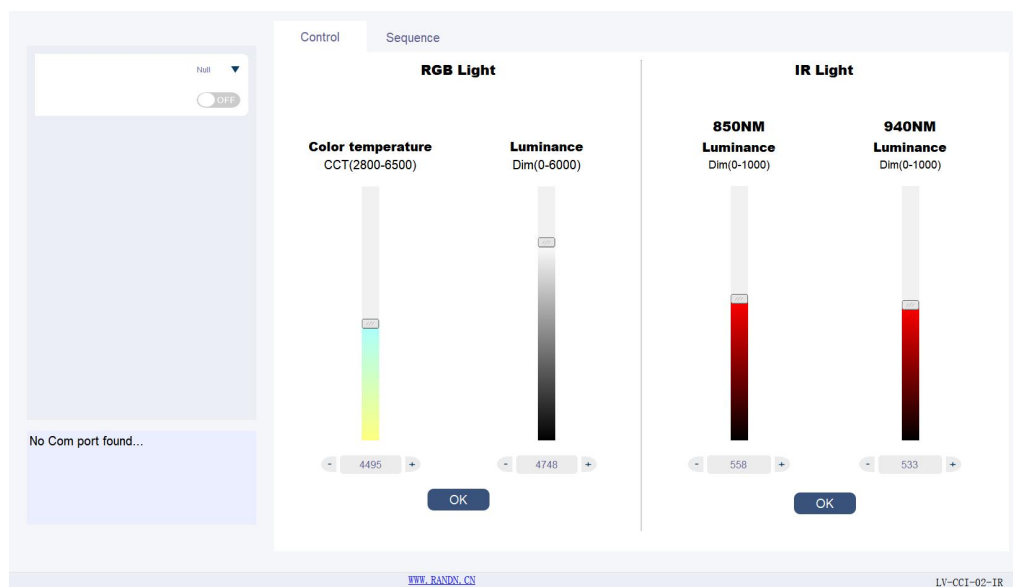 Control Sequence
Null
OFF
RGB Light
IR Light
850NM 940NM
Color temperature Luminance Luminance Luminance
CCT(2800-6500) Dim(0-6000) Dim(0-1000) Dim(0-1000)
No Com port found...
- 4495 + - 4748 + - 558 + - 533 +
OK
OK
WWW.RANDN.CN
LV-CCI-02-IR